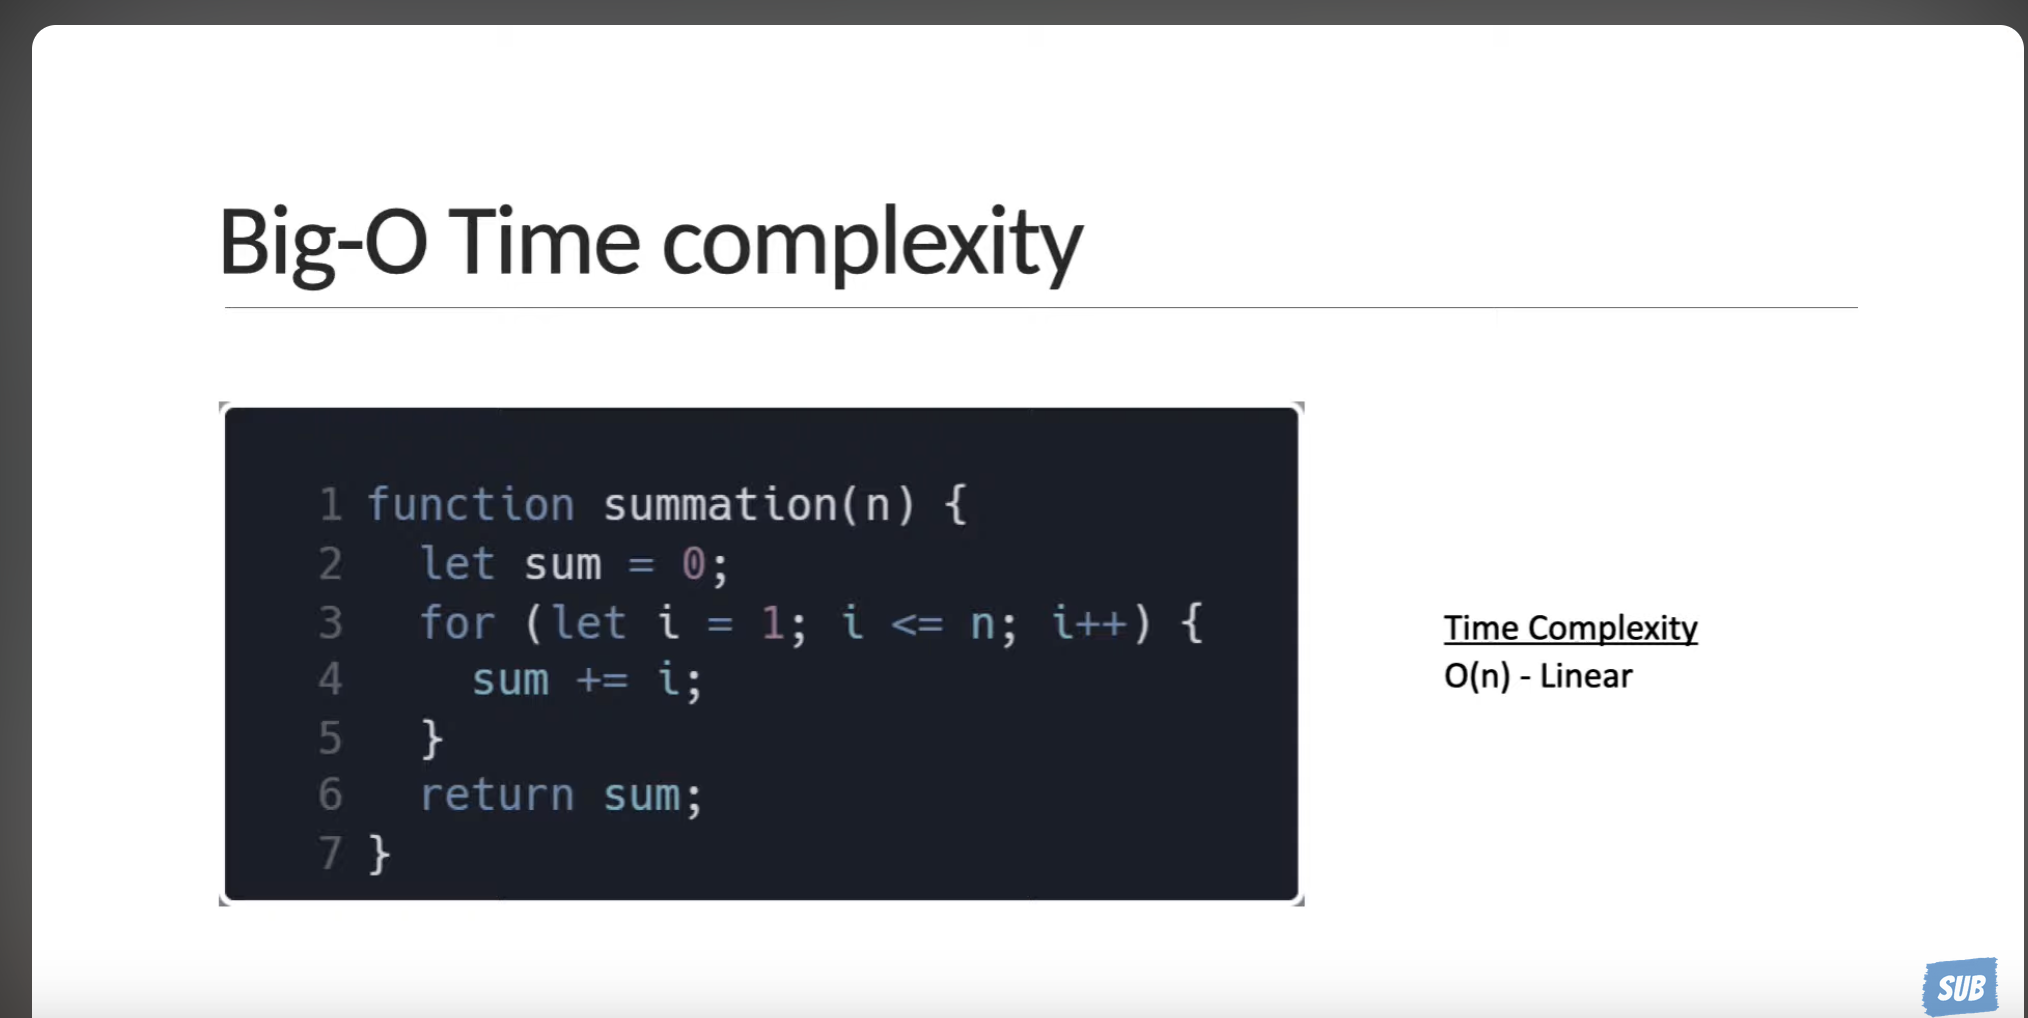 Big-O Time complexity
1 function summation(n) {
2   let sum = 0;
3   for (let i = 1; i <= n; i++) {
4     sum += i;
5   }
6   return sum;
7 }
Time Complexity
O(n) - Linear
SUB